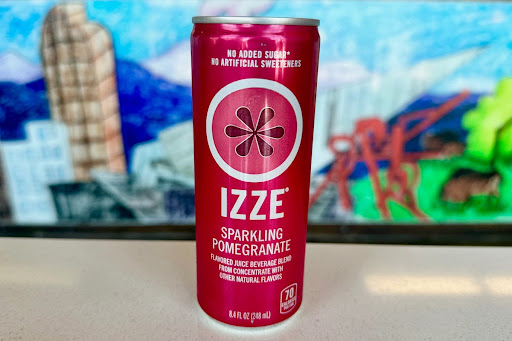 NO ADDED SUGAR*
NO ARTIFICIAL SWEETENERS
IZZE®
SPARKLING
POMEGRANATE
FLAVORED JUICE BEVERAGE BLEND
FROM CONCENTRATE WITH
OTHER NATURAL FLAVORS
70
8.4 FL OZ (248 mL)